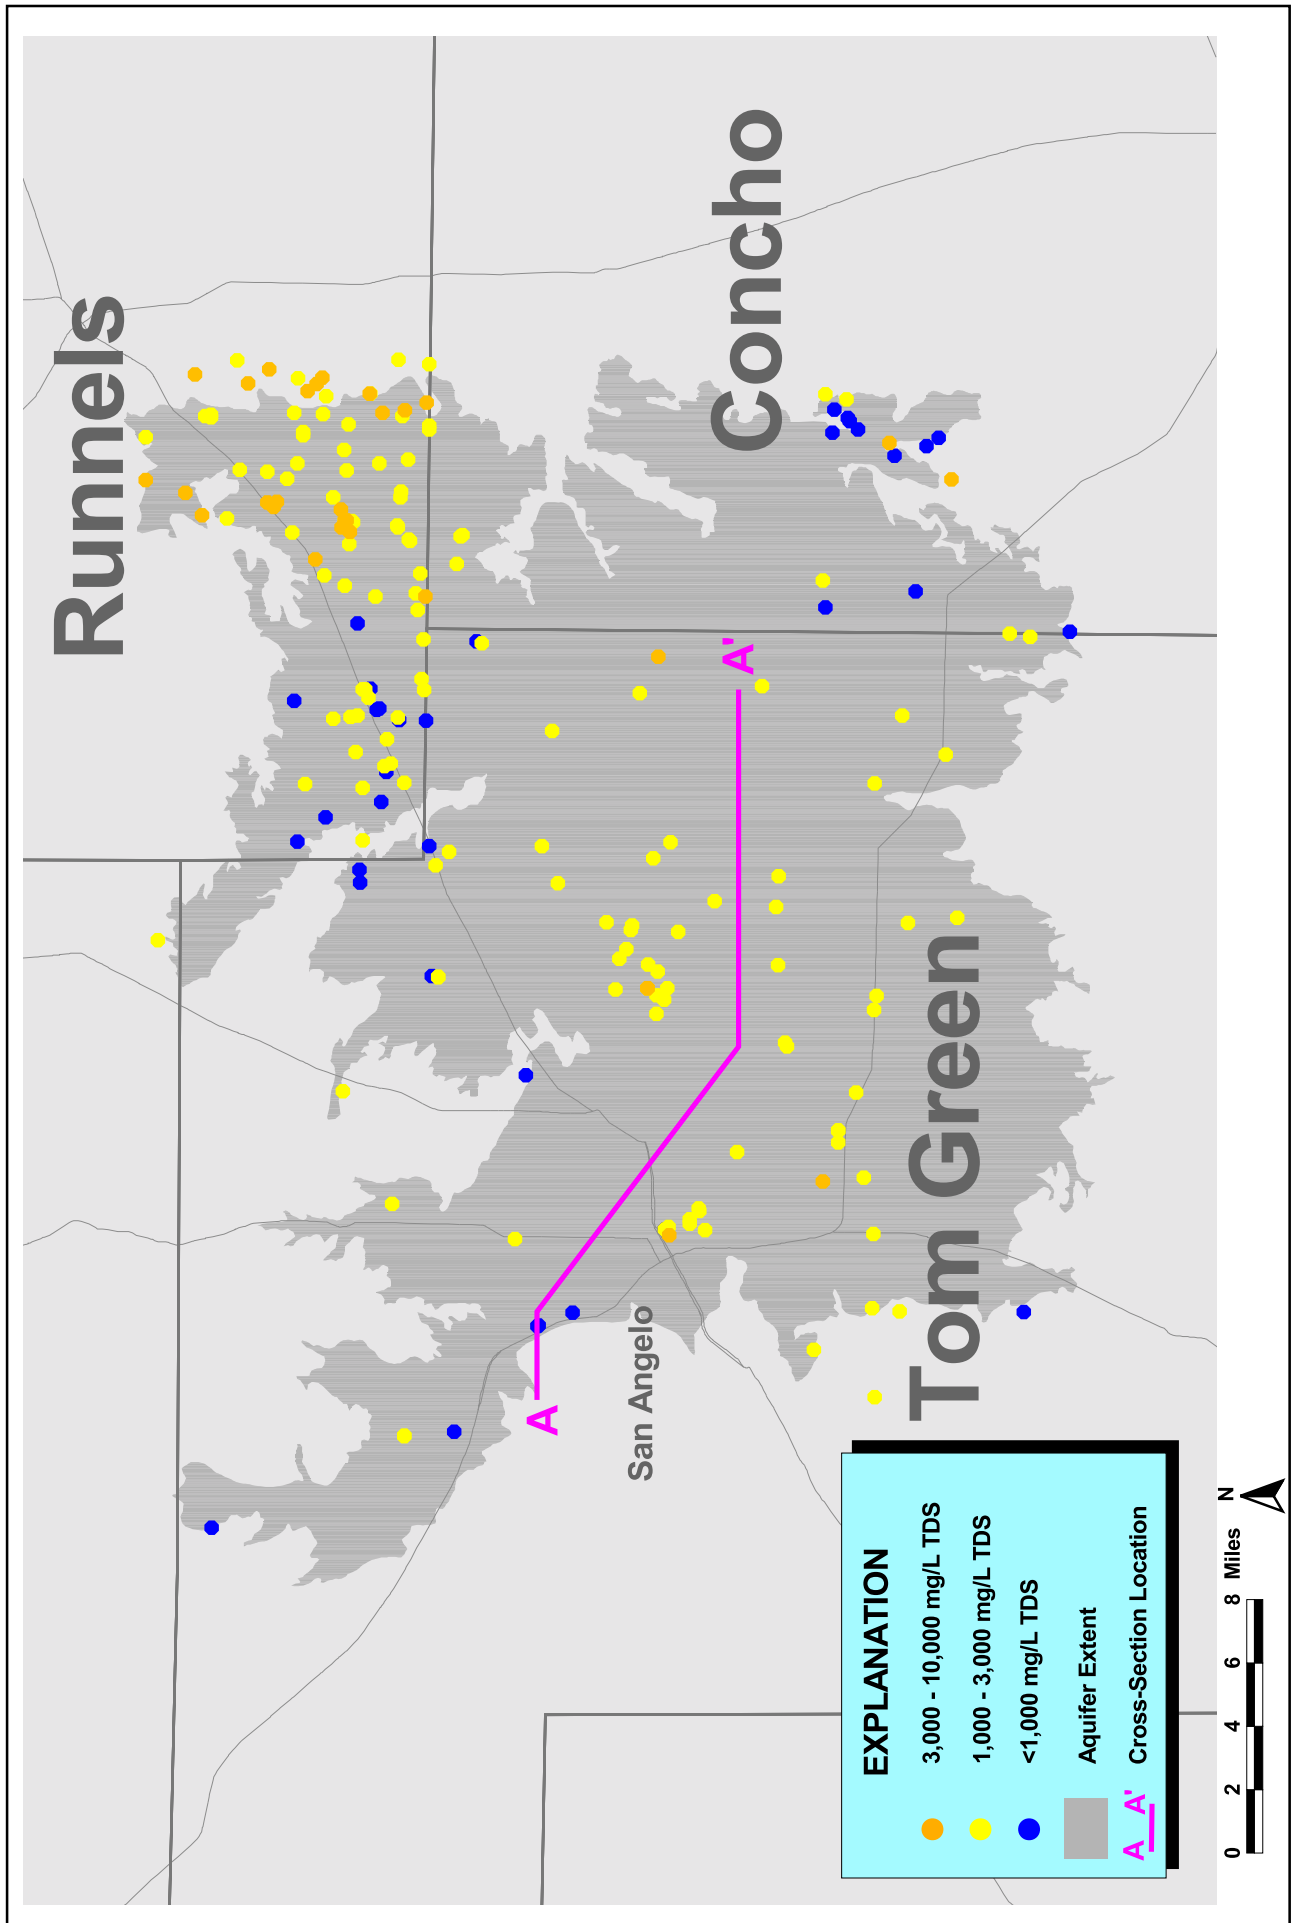 Runnels
Concho
A'
Tom Green
San Angelo
A
EXPLANATION
3,000 - 10,000 mg/L TDS
1,000 - 3,000 mg/L TDS
<1,000 mg/L TDS
Aquifer Extent
A A' Cross-Section Location
0 2 4 6 8 Miles
N